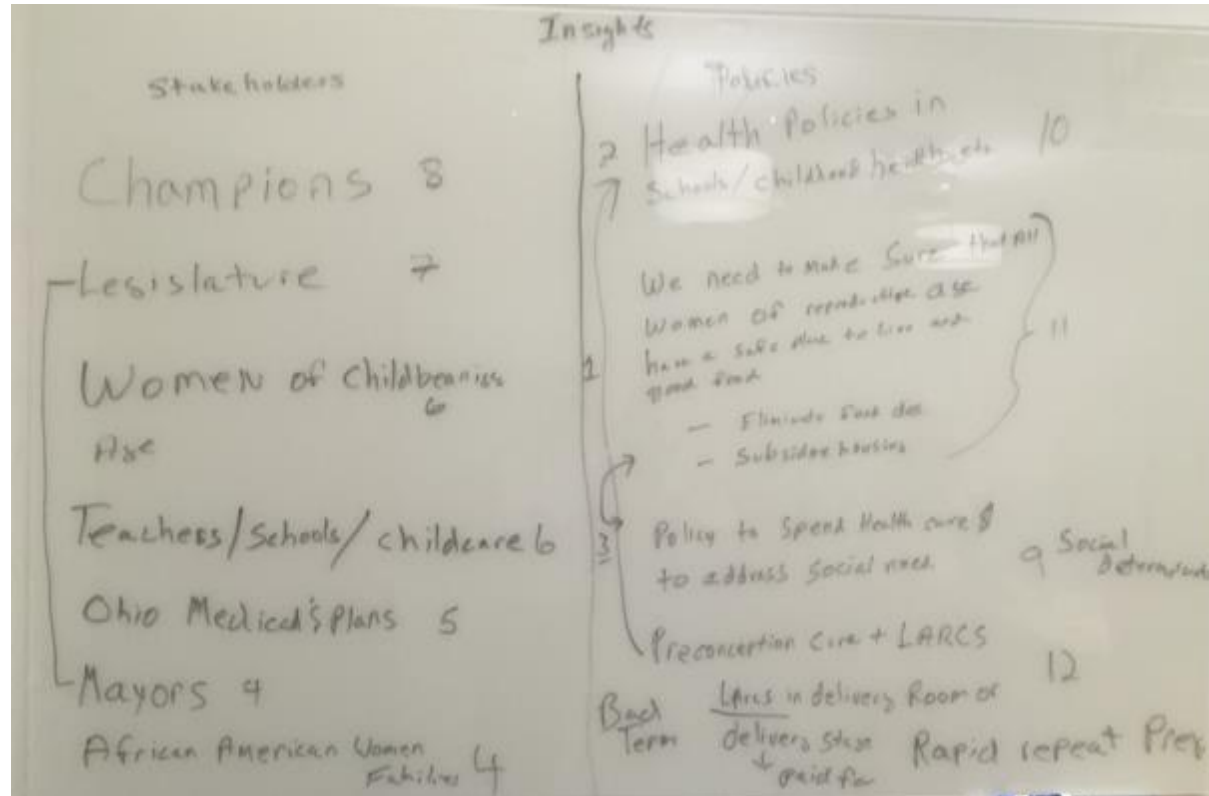 Insights
Stakeholders
Champions 8
Legislature 7
Women of Childbearing
6
Age
Teachers/Schools/childcare 6
Ohio Medicaid's Plans 5
Mayors 4
African American Women
Families 4
Policies
2 Health Policies in
Schools/childhood health, etc 10
We need to make Sure that All
Women of reproductive age
have a safe place to live and
good food
1
11
- Eliminate Food des
- Subsidize housing
3 Policy to Spend Health care $
to address Social need
9 Social
Preconception Care + LARCS
12
LARCS in delivery Room or
Term delivery
Rapid repeat Preg
paid for